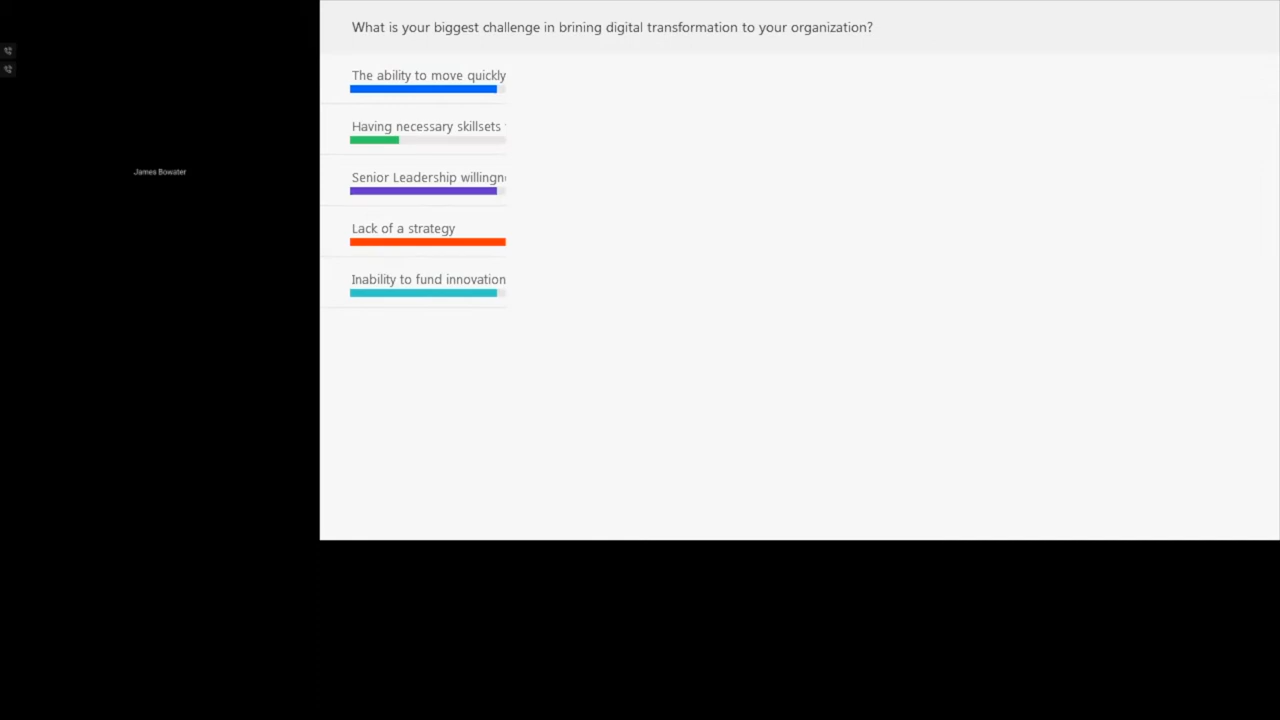 What is your biggest challenge in brining digital transformation to your organization?
The ability to move quickly
Having necessary skillsets
Senior Leadership
James Bowater
Lack of a strategy
Inability to fund innovation